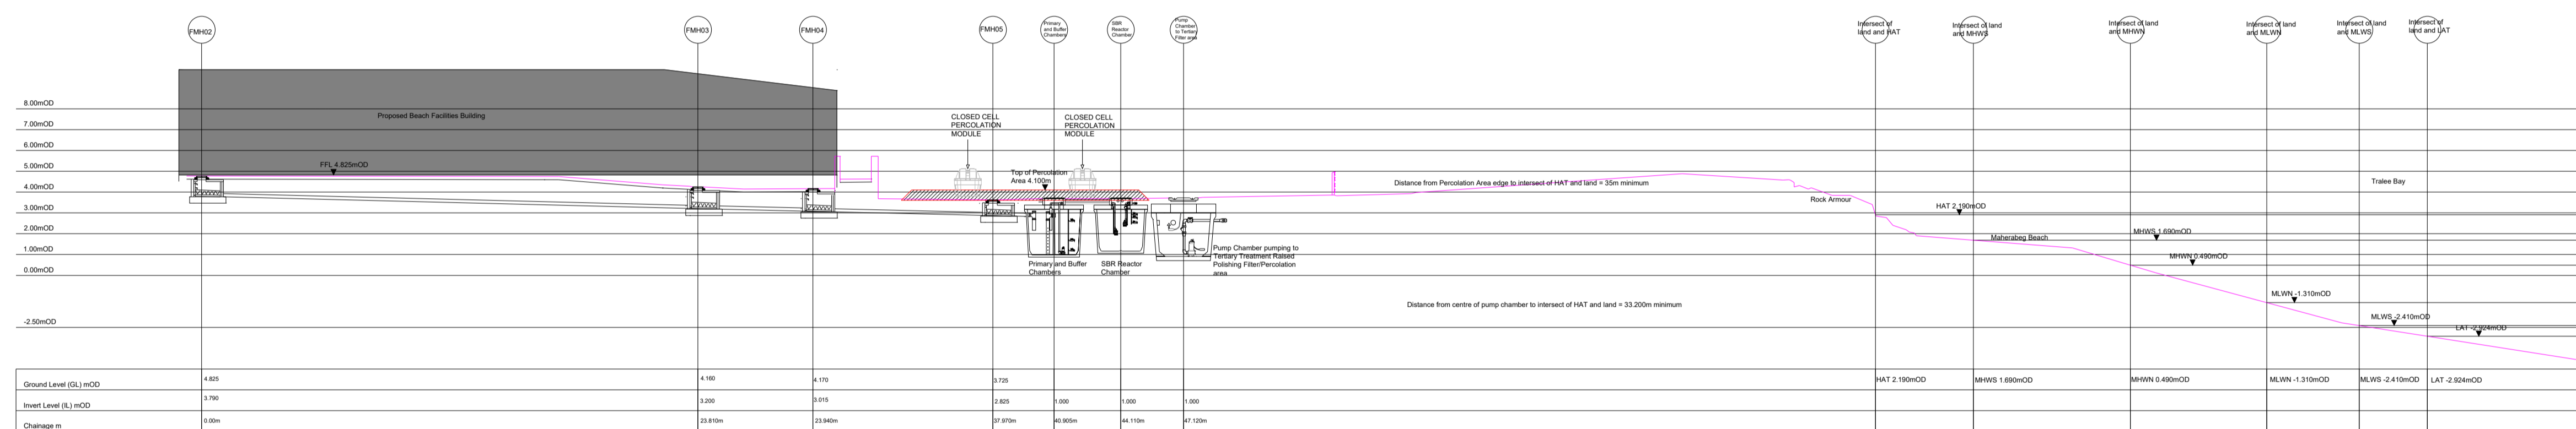 FMH02
FMH03
FMH04
FMH05
Primary
and Buffer
Chambers
SBR
Reactor
Chamber
Pump
Chamber
to Tertiary
Filter area
Intersect of
land and HAT
Intersect of land
and MHWS
Intersect of land
and MHWN
Intersect of land
and MLWN
Intersect of land
and MLWS
Intersect of
land and LAT
8.00mOD
7.00mOD
6.00mOD
5.00mOD
4.00mOD
3.00mOD
2.00mOD
1.00mOD
0.00mOD
-2.50mOD
Proposed Beach Facilities Building
FFL 4.825mOD
CLOSED CELL
PERCOLATION
MODULE
CLOSED CELL
PERCOLATION
MODULE
Top of Percolation
Area 4.100m
Primary and Buffer
Chambers
SBR Reactor
Chamber
Pump Chamber pumping to
Tertiary Treatment Raised
Polishing Filter/Percolation
area
Distance from Percolation Area edge to intersect of HAT and land = 35m minimum
Distance from centre of pump chamber to intersect of HAT and land = 33.200m minimum
Rock Armour
HAT 2.190mOD
Maherabeg Beach
MHWS 1.690mOD
MHWN 0.490mOD
MLWN -1.310mOD
MLWS -2.410mOD
LAT -2.924mOD
Tralee Bay
Ground Level (GL) mOD
4.825
4.160
4.170
3.725
HAT 2.190mOD
MHWS 1.690mOD
MHWN 0.490mOD
MLWN -1.310mOD
MLWS -2.410mOD
LAT -2.924mOD
Invert Level (IL) mOD
3.790
3.200
3.015
2.825
1.000
1.000
1.000
Chainage m
0.00m
23.810m
23.940m
37.970m
40.905m
44.110m
47.120m